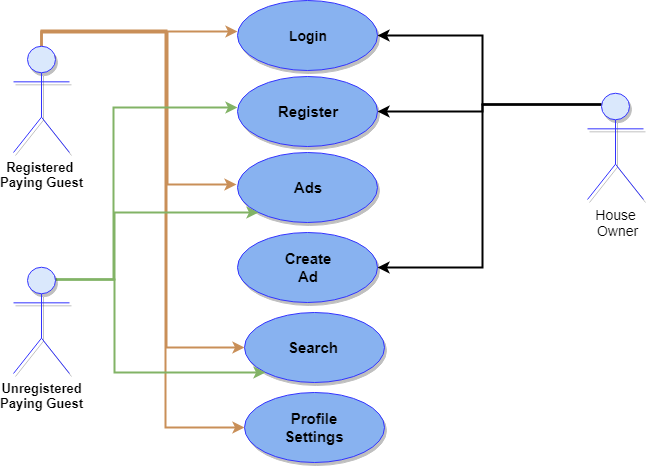 Login
Register
Registered
Paying Guest
Ads
House
Owner
Create
Ad
Search
Unregistered
Paying Guest
Profile
Settings